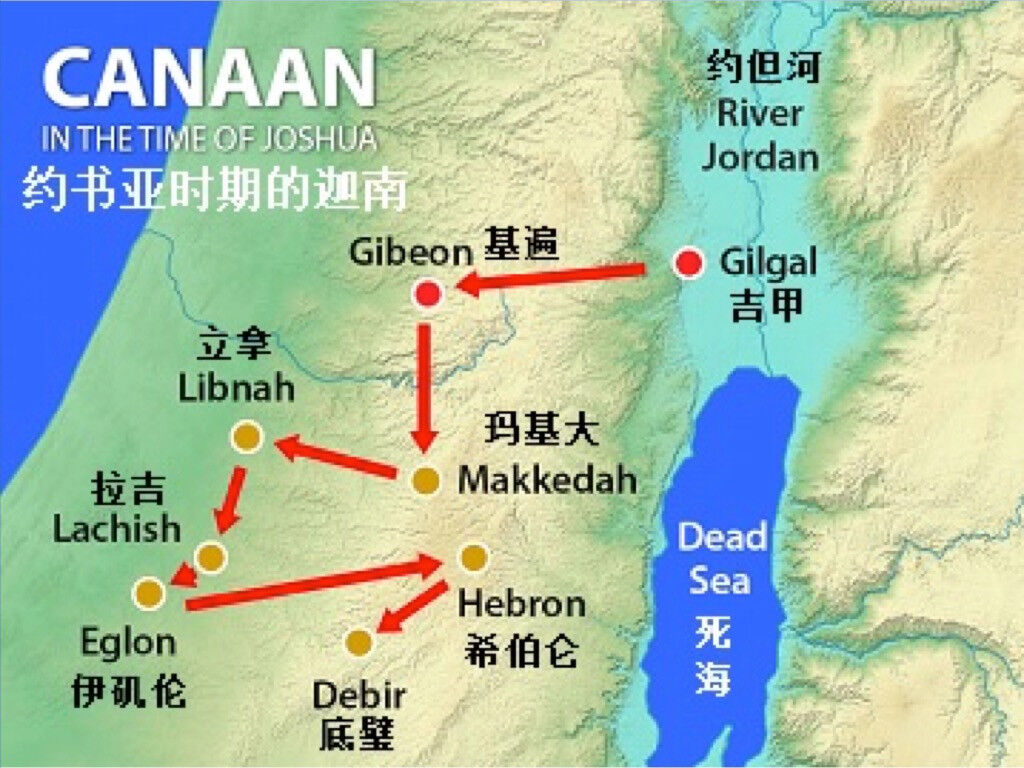 CANAAN
IN THE TIME OF JOSHUA
约书亚时期的迦南
约但河
River
Jordan
Gibeon 基遍
Gilgal
吉甲
立拿
Libnah
玛基大
Makkedah
拉吉
Lachish
Dead
Sea
死
海
Hebron
希伯仑
Eglon
伊矶伦
Debir
底壁